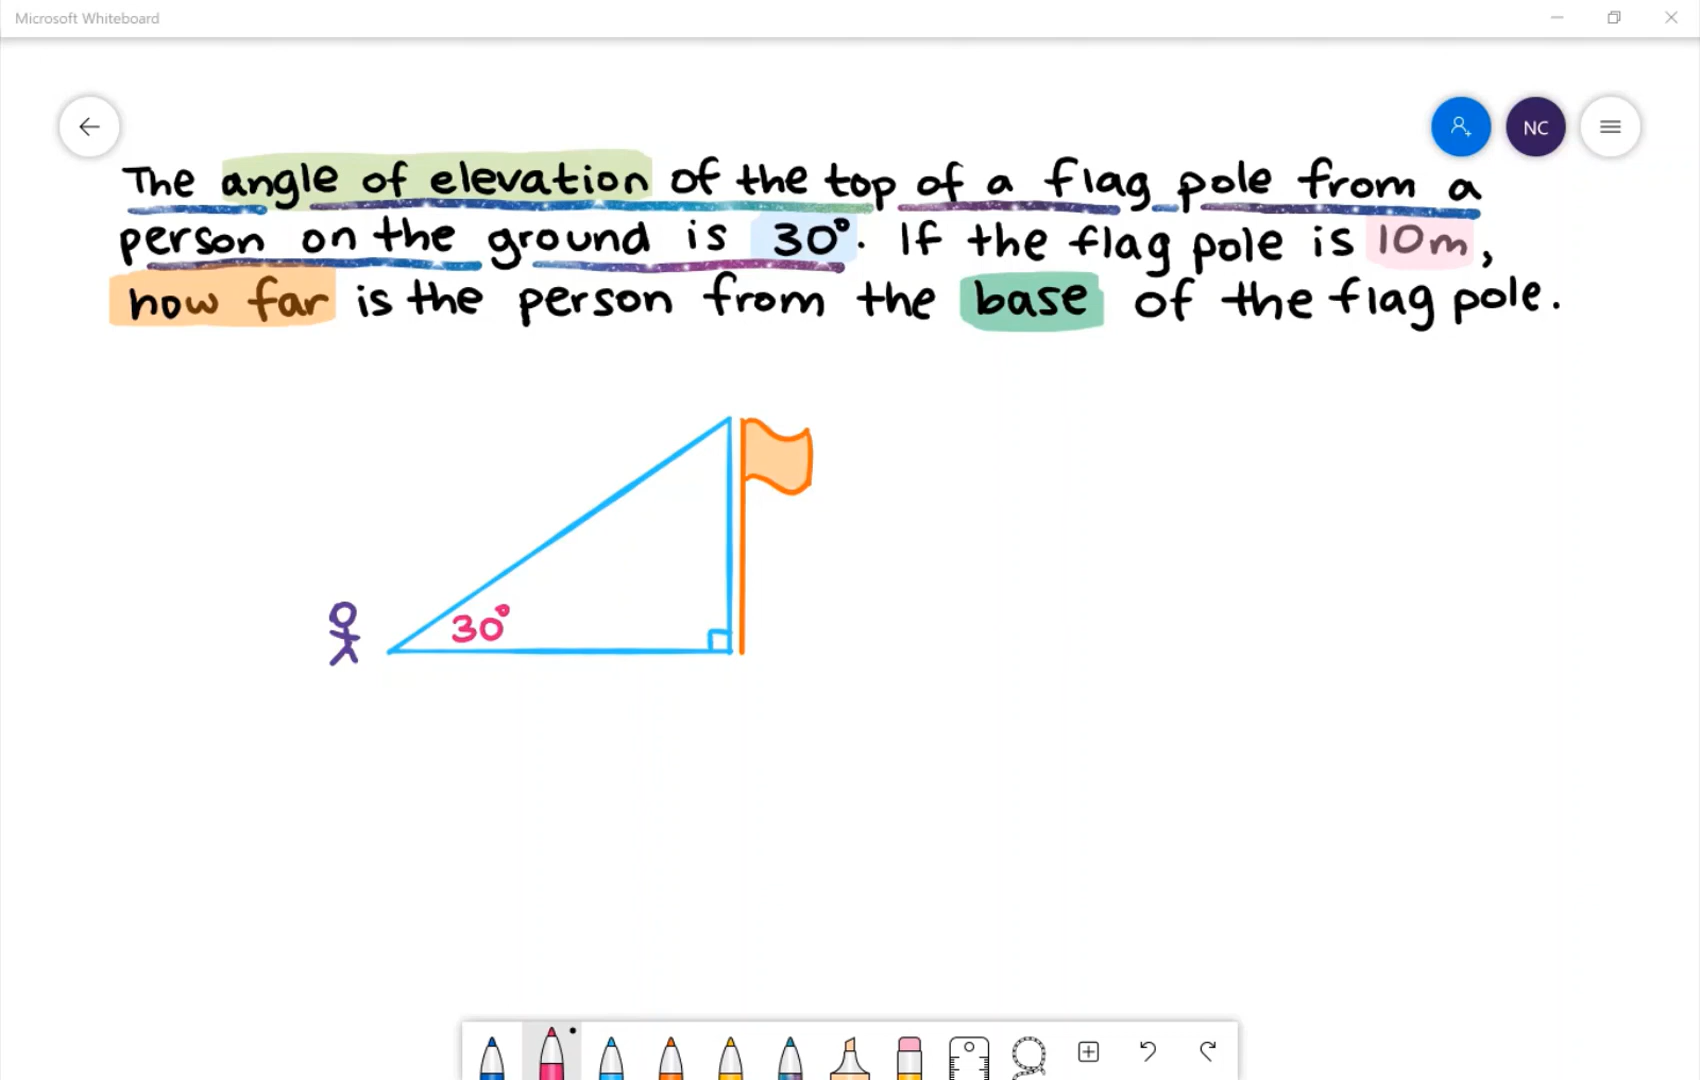 Microsoft Whiteboard
NC
The angle of elevation of the top of a flag pole from a
person on the ground is 30°. If the flag pole is 10m,
how far is the person from the base of the flag pole.
30°